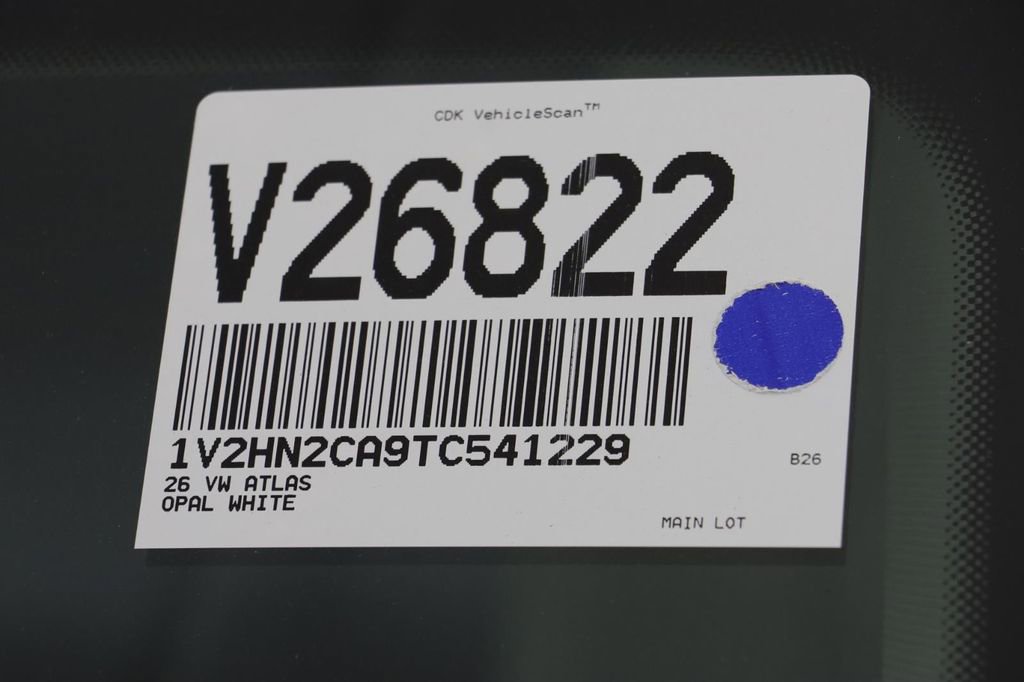 CDK VehicleScan™
V26822
1V2HN2CA9TC541229
26 VW ATLAS
OPAL WHITE
B26
MAIN LOT